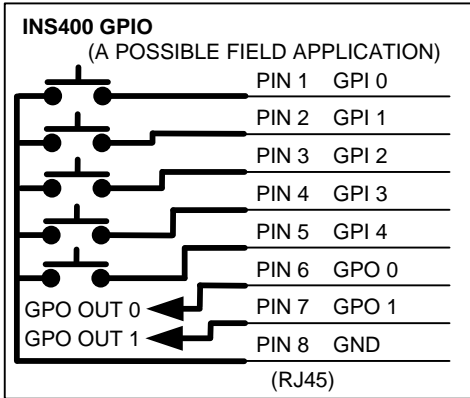 INS400 GPIO
(A POSSIBLE FIELD APPLICATION)
PIN 1 GPI 0
PIN 2 GPI 1
PIN 3 GPI 2
PIN 4 GPI 3
PIN 5 GPI 4
PIN 6 GPO 0
GPO OUT 0
PIN 7 GPO 1
GPO OUT 1
PIN 8 GND
(RJ45)